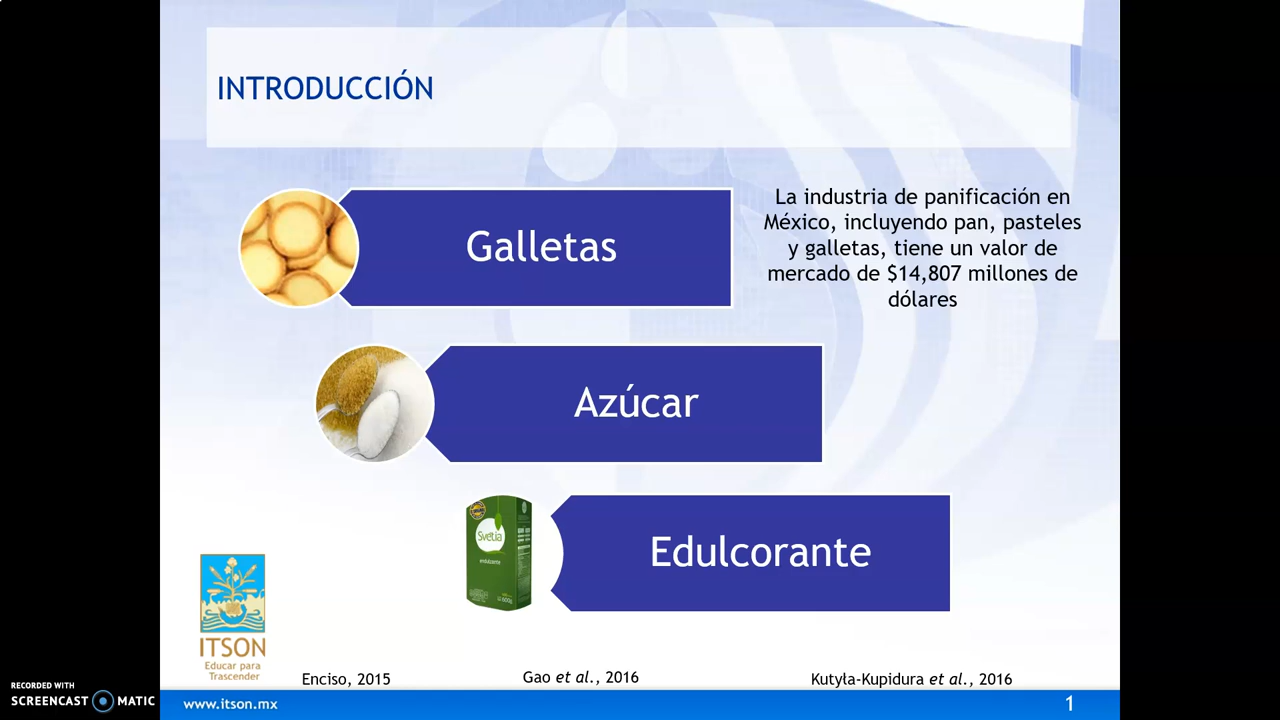 INTRODUCCIÓN
Galletas
La industria de panificación en
México, incluyendo pan, pasteles
y galletas, tiene un valor de
mercado de $14,807 millones de
dólares
Azúcar
Svetia
Edulcorante
ITSON
Educar para
Trascender
Enciso, 2015
Gao et al., 2016
Kutyła-Kupidura et al., 2016
RECORDED WITH
SCREENCAST MATIC
www.itson.mx
1